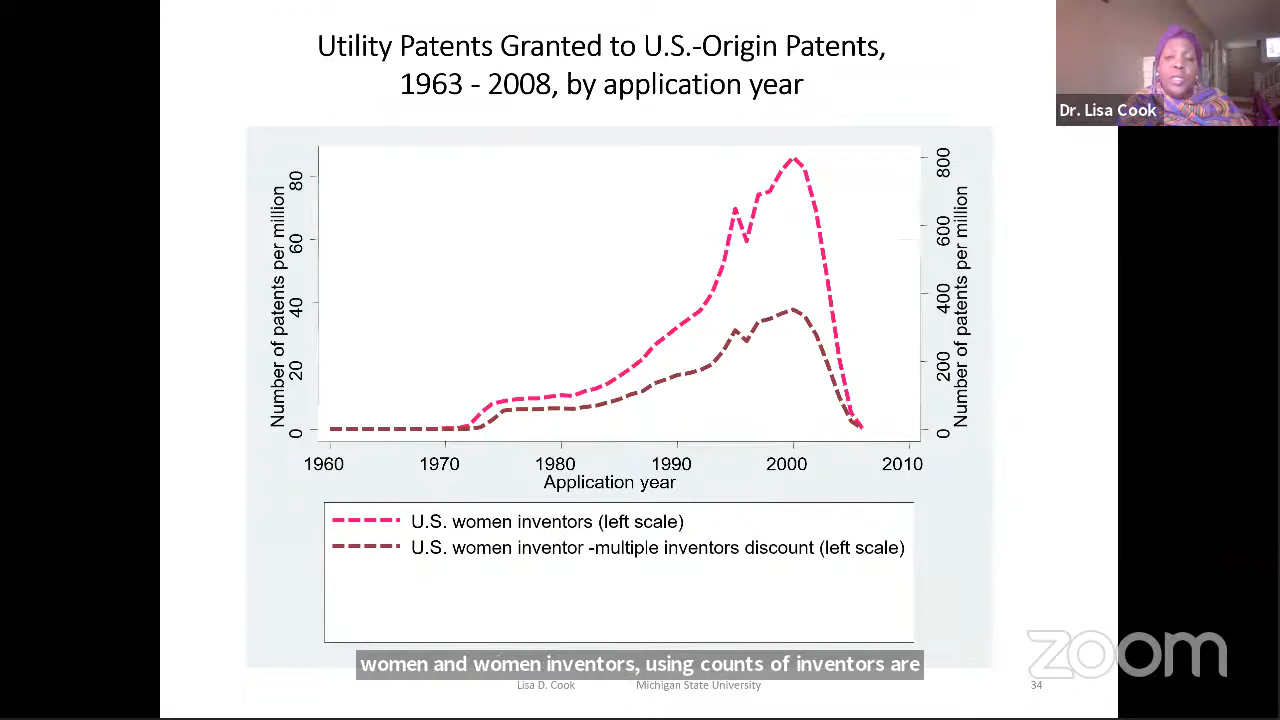 Utility Patents Granted to U.S.-Origin Patents,
1963 - 2008, by application year
Dr. Lisa Cook
Number of patents per million
0 20 40 60 80
Number of patents per million
0 200 400 600 800
1960 1970 1980 1990 2000 2010
Application year
U.S. women inventors (left scale)
U.S. women inventor -multiple inventors discount (left scale)
women and women inventors, using counts of inventors are
Lisa D. Cook Michigan State University 34
zoom